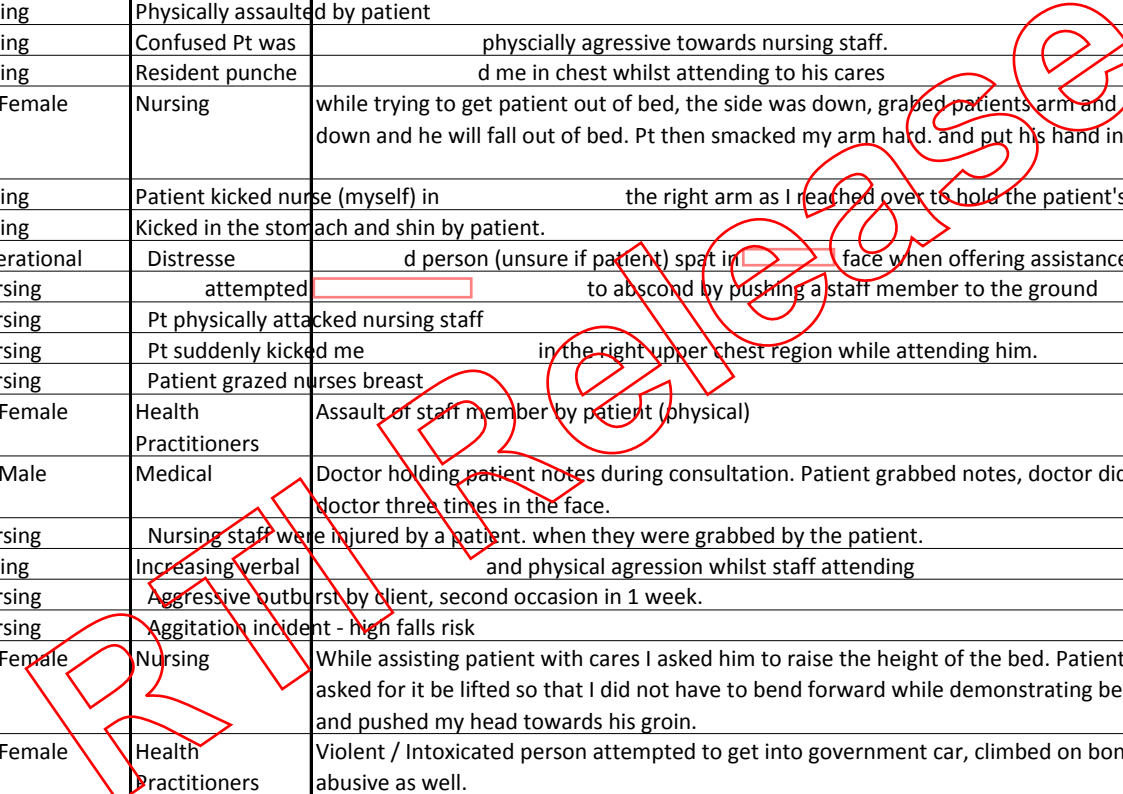 ing Physically assaulted by patient
ing Confused Pt was physcially agressive towards nursing staff.
ing Resident punche d me in chest whilst attending to his cares
Female Nursing while trying to get patient out of bed, the side was down, grabed patients arm and
down and he will fall out of bed. Pt then smacked my arm hard. and put his hand in
ing Patient kicked nurse (myself) in the right arm as I reached over to hold the patient's
ing Kicked in the stomach and shin by patient.
erational Distresse d person (unsure if patient) spat in face when offering assistance
rsing attempted to abscond by pushing a staff member to the ground
rsing Pt physically attacked nursing staff
rsing Pt suddenly kicked me in the right upper chest region while attending him.
rsing Patient grazed nurses breast
Female Health Assault of staff member by patient (physical)
Practitioners
Male Medical Doctor holding patient notes during consultation. Patient grabbed notes, doctor did
doctor three times in the face.
rsing Nursing staff were injured by a patient. when they were grabbed by the patient.
ing Increasing verbal and physical agression whilst staff attending
rsing Aggressive outburst by client, second occasion in 1 week.
rsing Aggitation incident - high falls risk
Female Nursing While assisting patient with cares I asked him to raise the height of the bed. Patient
asked for it be lifted so that I did not have to bend forward while demonstrating be
and pushed my head towards his groin.
Female Health Violent / Intoxicated person attempted to get into government car, climbed on bon
Practitioners abusive as well.
RTI Release